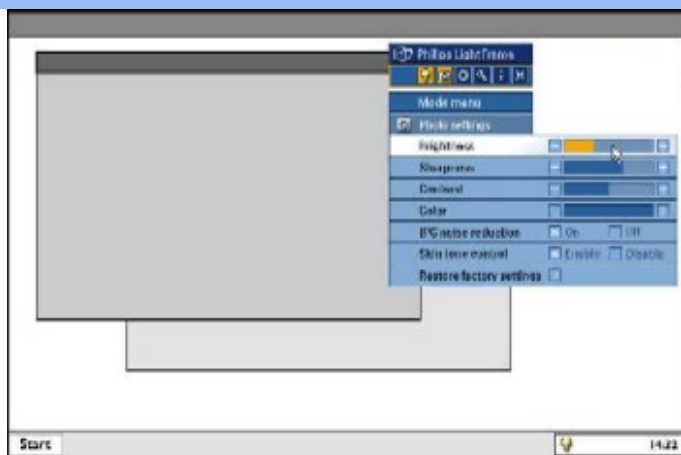 Philips LightFrame
Mode menu
Photo settings
Brightness
Sharpness
Contrast
Color
JPG noise reduction
On Off
Skin tone control
Enable Disable
Restore factory settings
Start
14:22